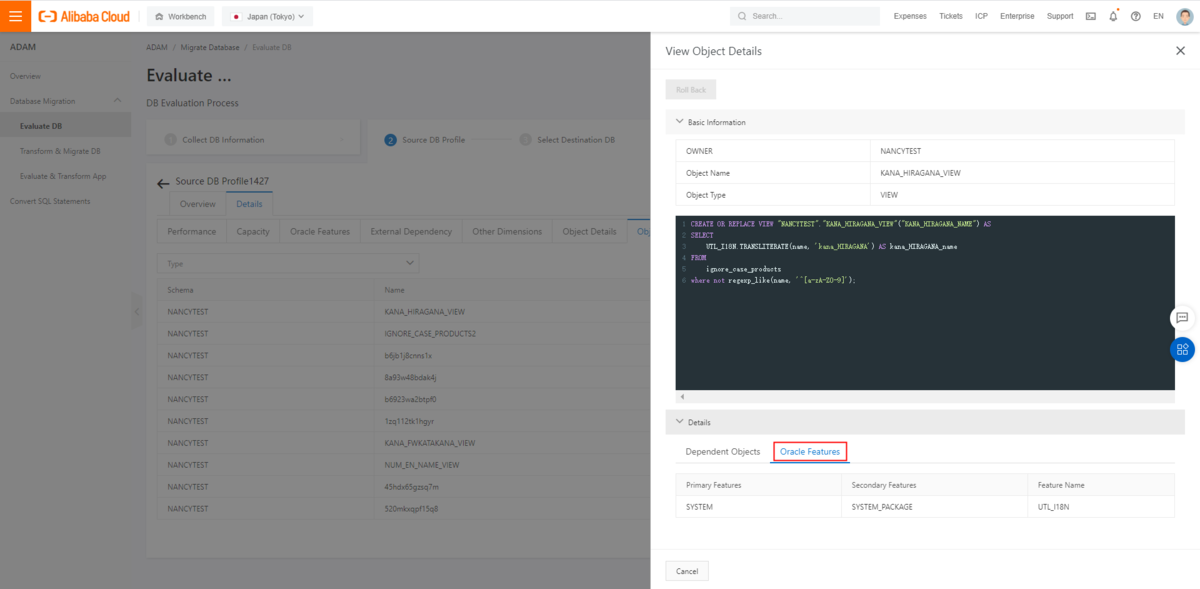 Alibaba Cloud
Workbench
Japan (Tokyo)
Search...
Expenses
Tickets
ICP
Enterprise
Support
EN
ADAM
Overview
Database Migration
Evaluate DB
Transform & Migrate DB
Evaluate & Transform App
Convert SQL Statements
ADAM / Migrate Database / Evaluate DB
Evaluate ...
DB Evaluation Process
1 Collect DB Information
2 Source DB Profile
3 Select Destination DB
Source DB Profile1427
Overview Details
Performance Capacity Oracle Features External Dependency Other Dimensions Object Details
Type
Schema Name
NANCYTEST KANA_HIRAGANA_VIEW
NANCYTEST IGNORE_CASE_PRODUCTS2
NANCYTEST b6jb1j8cnns1x
NANCYTEST 8a93w48bdak4j
NANCYTEST b6923wa2btpf0
NANCYTEST 1zq112tk1hgyr
NANCYTEST KANA_FWKATAKANA_VIEW
NANCYTEST NUM_EN_NAME_VIEW
NANCYTEST 45hdx65gzsq7m
NANCYTEST 520mkxqpf15q8
View Object Details
Roll Back
Basic Information
OWNER NANCYTEST
Object Name KANA_HIRAGANA_VIEW
Object Type VIEW
1 CREATE OR REPLACE VIEW "NANCYTEST"."KANA_HIRAGANA_VIEW"("KANA_HIRAGANA_NAME") AS
2 SELECT
3 UTL_I18N.TRANSLITERATE(name, 'kana_HIRAGANA') AS kana_HIRAGANA_name
4 FROM
5 ignore_case_products
6 where not regexp_like(name, '^[a-zA-Z0-9]');
Details
Dependent Objects Oracle Features
Primary Features Secondary Features Feature Name
SYSTEM SYSTEM_PACKAGE UTL_I18N
Cancel